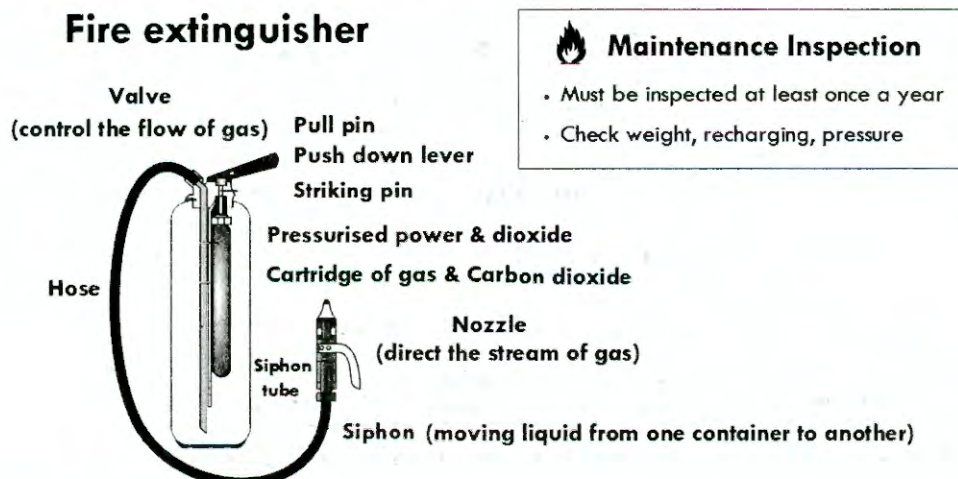 Fire extinguisher
Maintenance Inspection
• Must be inspected at least once a year
• Check weight, recharging, pressure
Valve
(control the flow of gas)
Pull pin
Push down lever
Striking pin
Pressurised power & dioxide
Cartridge of gas & Carbon dioxide
Hose
Nozzle
(direct the stream of gas)
Siphon
tube
Siphon (moving liquid from one container to another)